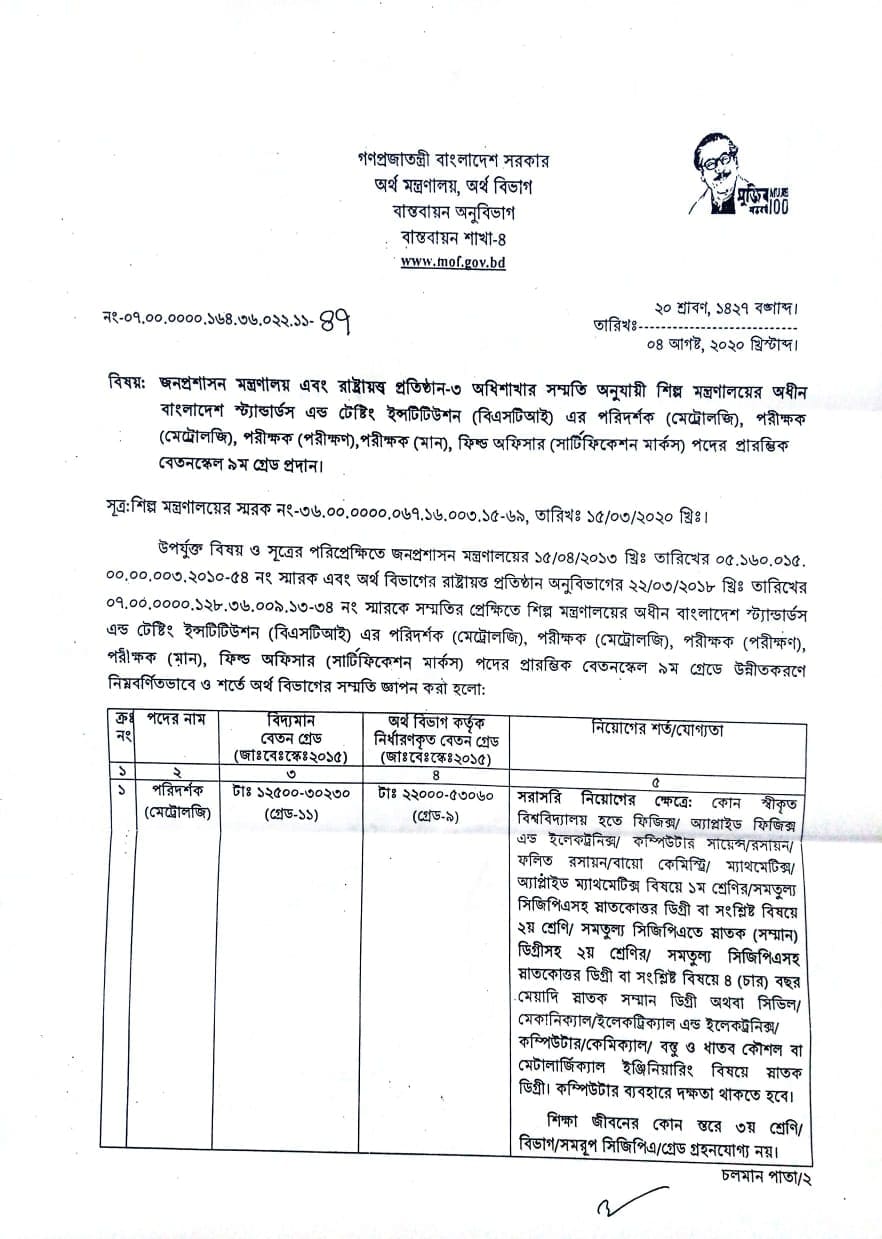 গণপ্রজাতন্ত্রী বাংলাদেশ সরকার
অর্থ মন্ত্রণালয়, অর্থ বিভাগ
বাস্তবায়ন অনুবিভাগ
বাস্তবায়ন শাখা-৪
www.mof.gov.bd
মুজিব MUJIB
100
নং-০৭.০০.০০০০.১৬৪.৩৬.০২২.১১- ৪৭
২০ শ্রাবণ, ১৪২৭ বঙ্গাব্দ।
তারিখঃ----------------------------
০৪ আগষ্ট, ২০২০ খ্রিস্টাব্দ।
বিষয়: জনপ্রশাসন মন্ত্রণালয় এবং রাষ্ট্রায়ত্ত প্রতিষ্ঠান-৩ অধিশাখার সম্মতি অনুযায়ী শিল্প মন্ত্রণালয়ের অধীন
বাংলাদেশ স্ট্যান্ডার্ডস এন্ড টেষ্টিং ইন্সটিটিউশন (বিএসটিআই) এর পরিদর্শক (মেট্রোলজি), পরীক্ষক
(মেট্রোলজি), পরীক্ষক (পরীক্ষণ),পরীক্ষক (মান), ফিল্ড অফিসার (সার্টিফিকেশন মার্কস) পদের প্রারম্ভিক
বেতনস্কেল ৯ম গ্রেড প্রদান।
সূত্র:শিল্প মন্ত্রণালয়ের স্মারক নং-৩৬.০০.০০০০.০৬৭.১৬.০০৩.১৫-৬৯, তারিখঃ ১৫/০৩/২০২০ খ্রিঃ।
উপর্যুক্ত বিষয় ও সূত্রের পরিপ্রেক্ষিতে জনপ্রশাসন মন্ত্রণালয়ের ১৫/০৪/২০১৩ খ্রিঃ তারিখের ০৫.১৬০.০১৫.
০০.০০.০০৩.২০১০-৫৪ নং স্মারক এবং অর্থ বিভাগের রাষ্ট্রায়ত্ত প্রতিষ্ঠান অনুবিভাগের ২২/০৩/২০১৮ খ্রিঃ তারিখের
০৭.০০.০০০০.১২৮.৩৬.০০৯.১৩-৩৪ নং স্মারকে সম্মতির প্রেক্ষিতে শিল্প মন্ত্রণালয়ের অধীন বাংলাদেশ স্ট্যান্ডার্ডস
এন্ড টেষ্টিং ইন্সটিটিউশন (বিএসটিআই) এর পরিদর্শক (মেট্রোলজি), পরীক্ষক (মেট্রোলজি), পরীক্ষক (পরীক্ষণ),
পরীক্ষক (মান), ফিল্ড অফিসার (সার্টিফিকেশন মার্কস) পদের প্রারম্ভিক বেতনস্কেল ৯ম গ্রেডে উন্নীতকরণে
নিম্নবর্ণিতভাবে ও শর্তে অর্থ বিভাগের সম্মতি জ্ঞাপন করা হলো:
ক্রঃ নং
পদের নাম
বিদ্যমান
বেতন গ্রেড
(জাঃবেঃস্কেঃ২০১৫)
অর্থ বিভাগ কর্তৃক
নির্ধারণকৃত বেতন গ্রেড
(জাঃবেঃস্কেঃ২০১৫)
নিয়োগের শর্ত/যোগ্যতা
১ ২ ৩ ৪ ৫
১
পরিদর্শক
(মেট্রোলজি)
টাঃ ১২৫০০-৩০২৩০
(গ্রেড-১১)
টাঃ ২২০০০-৫৩০৬০
(গ্রেড-৯)
সরাসরি নিয়োগের ক্ষেত্রে: কোন স্বীকৃত
বিশ্ববিদ্যালয় হতে ফিজিক্স/ অ্যাপ্লাইড ফিজিক্স
এন্ড ইলেকট্রনিক্স/ কম্পিউটার সায়েন্স/রসায়ন/
ফলিত রসায়ন/বায়ো কেমিস্ট্রি/ ম্যাথমেটিক্স/
অ্যাপ্লাইড ম্যাথমেটিক্স বিষয়ে ১ম শ্রেণির/সমতুল্য
সিজিপিএসহ স্নাতকোত্তর ডিগ্রী বা সংশ্লিষ্ট বিষয়ে
২য় শ্রেণি/ সমতুল্য সিজিপিএতে স্নাতক (সম্মান)
ডিগ্রীসহ ২য় শ্রেণির/ সমতুল্য সিজিপিএসহ
স্নাতকোত্তর ডিগ্রী বা সংশ্লিষ্ট বিষয়ে ৪ (চার) বছর
মেয়াদি স্নাতক সম্মান ডিগ্রী অথবা সিভিল/
মেকানিক্যাল/ইলেকট্রিক্যাল এন্ড ইলেকট্রনিক্স/
কম্পিউটার/কেমিক্যাল/ বস্তু ও ধাতব কৌশল বা
মেটালার্জিক্যাল ইঞ্জিনিয়ারিং বিষয়ে স্নাতক
ডিগ্রী। কম্পিউটার ব্যবহারে দক্ষতা থাকতে হবে।
শিক্ষা জীবনের কোন স্তরে ৩য় শ্রেণি/
বিভাগ/সমরূপ সিজিপিএ/গ্রেড গ্রহনযোগ্য নয়।
চলমান পাতা/২